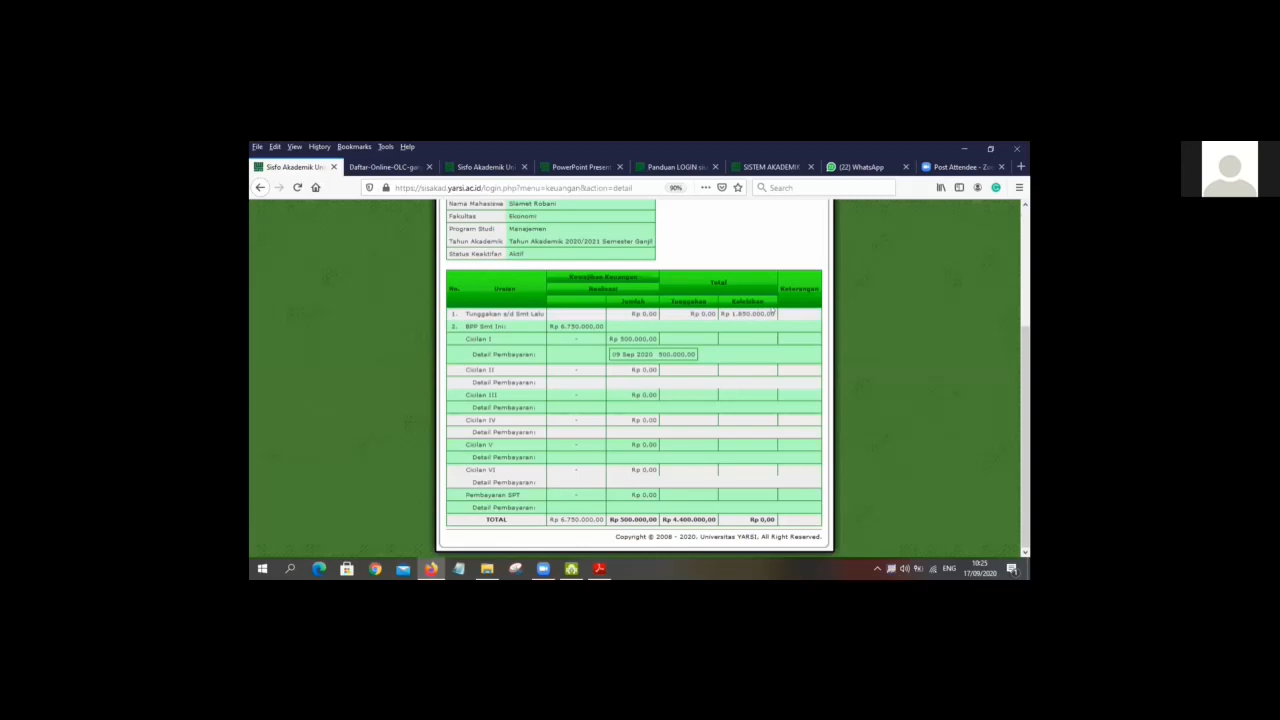 File Edit View History Bookmarks Tools Help
Sisfo Akademik Un Daftar-Online-OLC-gan Sisfo Akademik Un PowerPoint Presen Panduan LOGIN sis SISTEM AKADEMIK (22) WhatsApp Post Attendee - Zo
https://sisakad.yarsi.ac.id/login.php?menu=keuangan&action=detail 90% Search
Nama Mahasiswa Slamet Robani
Fakultas Ekonomi
Program Studi Manajemen
Tahun Akademik Tahun Akademik 2020/2021 Semester Ganjil
Status Keaktifan Aktif
No. Uraian Kewajiban Keuangan Total Keterangan
Realisasi
Jumlah Tunggakan Kelebihan
1. Tunggakan s/d Smt Lalu Rp 0,00 Rp 0,00 Rp 1.850.000,00
2. BPP Smt Ini: Rp 6.750.000,00
Cicilan I - Rp 500.000,00
Detail Pembayaran: 09 Sep 2020 500.000,00
Cicilan II - Rp 0,00
Detail Pembayaran:
Cicilan III - Rp 0,00
Detail Pembayaran:
Cicilan IV - Rp 0,00
Detail Pembayaran:
Cicilan V - Rp 0,00
Detail Pembayaran:
Cicilan VI - Rp 0,00
Detail Pembayaran:
Pembayaran SPT - Rp 0,00
Detail Pembayaran:
TOTAL Rp 6.750.000,00 Rp 500.000,00 Rp 4.400.000,00 Rp 0,00
Copyright © 2008 - 2020. Universitas YARSI. All Right Reserved.
ENG
10:25
17/09/2020